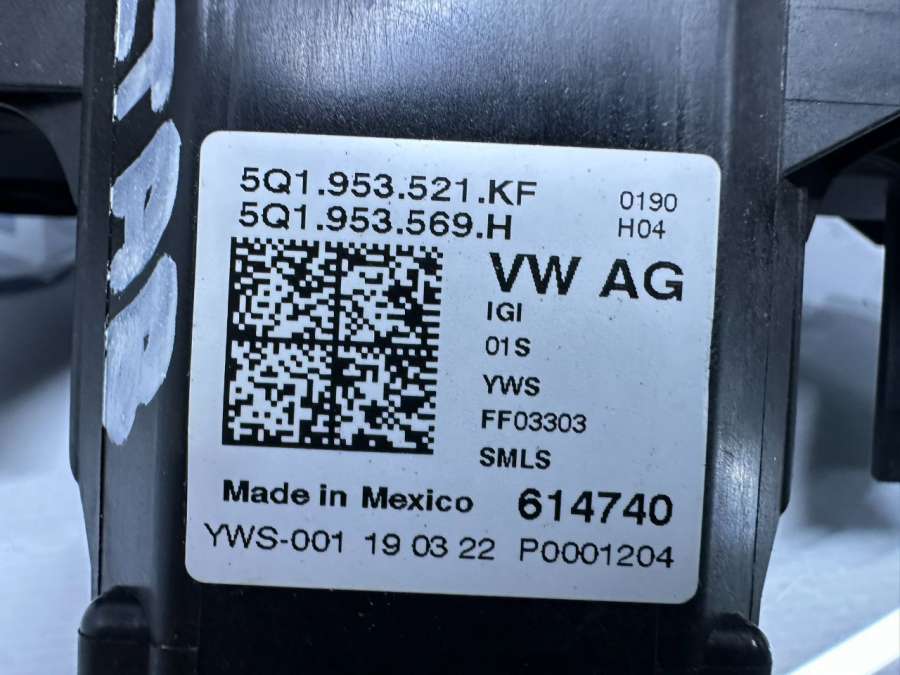 5Q1.953.521.KF 0190
5Q1.953.569.H H04
VW AG
IGI
01S
YWS
FF03303
SMLS
Made in Mexico 614740
YWS-001 19 03 22 P0001204